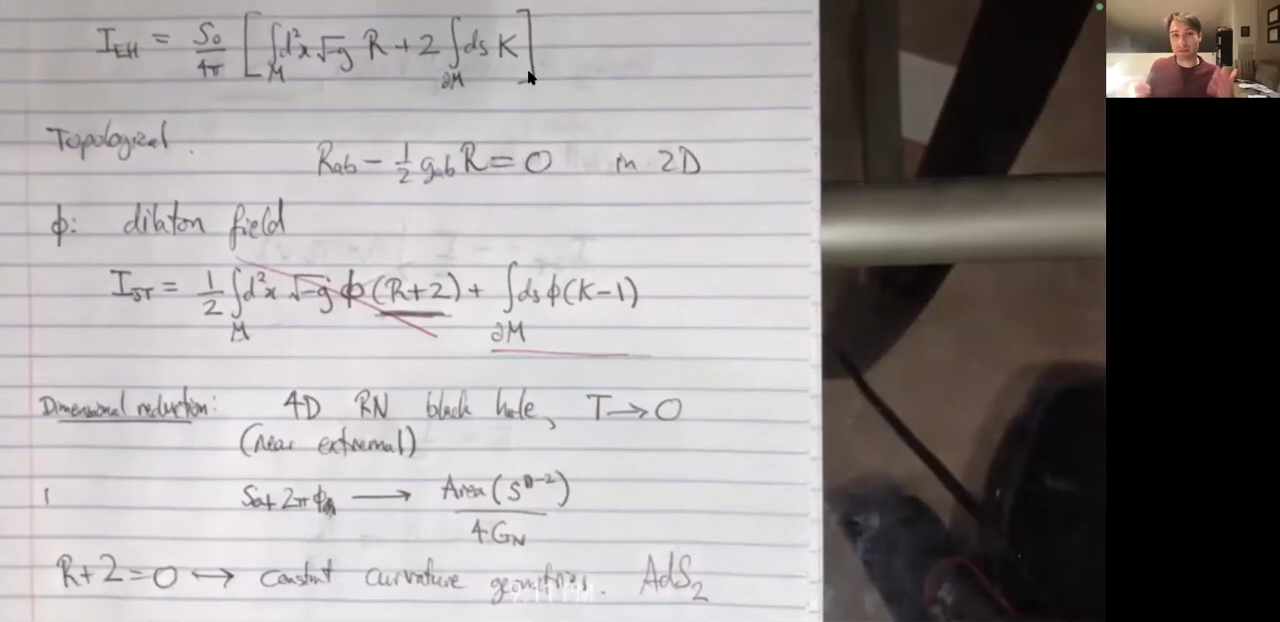 I_EH = S₀/4π [ ∫_M d²x √-g R + 2 ∫_∂M ds K ]
Topological.
R_ab - 1/2 g_ab R = 0 in 2D
ϕ: dilaton field
I_JT = 1/2 ∫_M d²x √-g ϕ (R+2) + ∫_∂M ds ϕ(K-1)
Dimensional reduction: 4D RN black hole, T→0
(near extremal)
S₀+2πϕ_h → Area(S^{D-2})/4G_N
R+2=0 ↔ constant curvature geometries. AdS₂